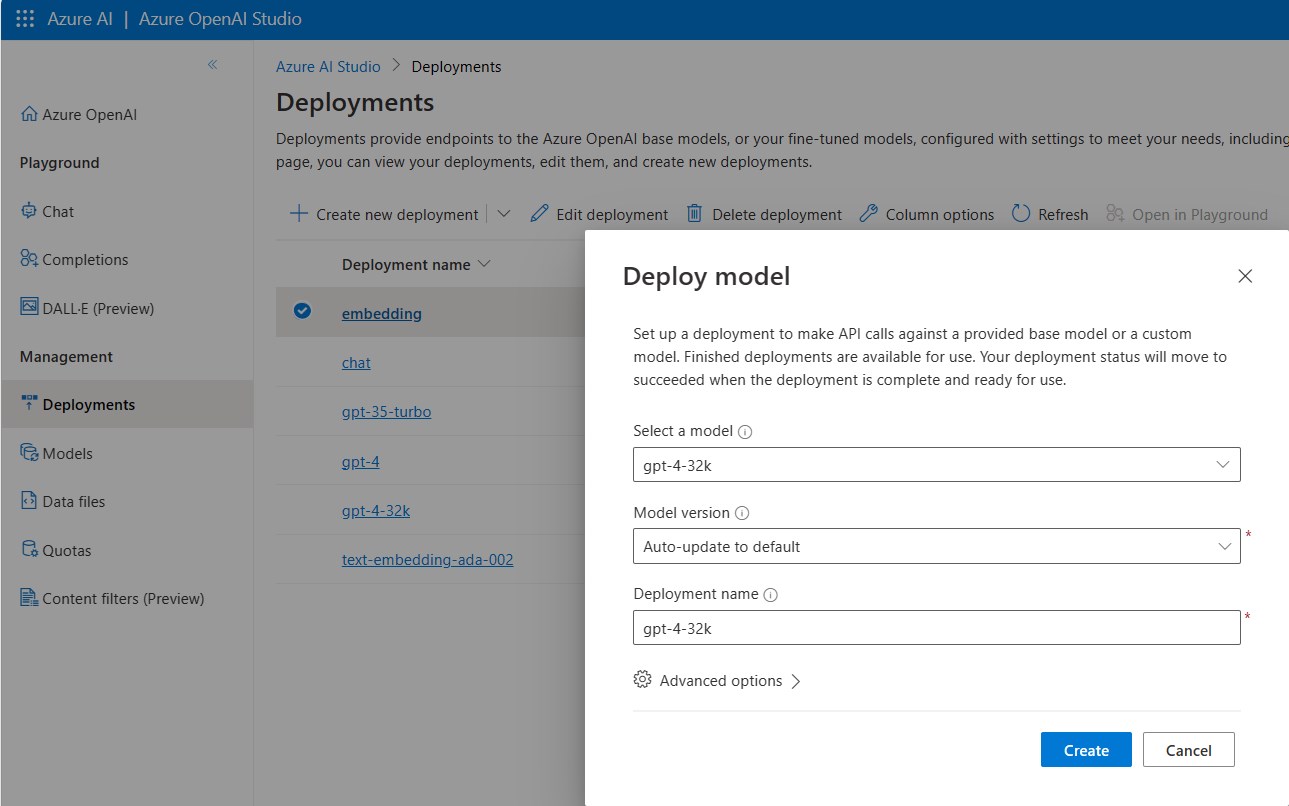 Azure AI | Azure OpenAI Studio
Azure AI Studio > Deployments
Deployments
Deployments provide endpoints to the Azure OpenAI base models, or your fine-tuned models, configured with settings to meet your needs, including
page, you can view your deployments, edit them, and create new deployments.
Azure OpenAI
Playground
Chat
Completions
DALL·E (Preview)
Management
Deployments
Models
Data files
Quotas
Content filters (Preview)
Create new deployment
Edit deployment
Delete deployment
Column options
Refresh
Open in Playground
Deployment name
embedding
chat
gpt-35-turbo
gpt-4
gpt-4-32k
text-embedding-ada-002
Deploy model
Set up a deployment to make API calls against a provided base model or a custom
model. Finished deployments are available for use. Your deployment status will move to
succeeded when the deployment is complete and ready for use.
Select a model
gpt-4-32k
Model version
Auto-update to default *
Deployment name
gpt-4-32k *
Advanced options
Create
Cancel